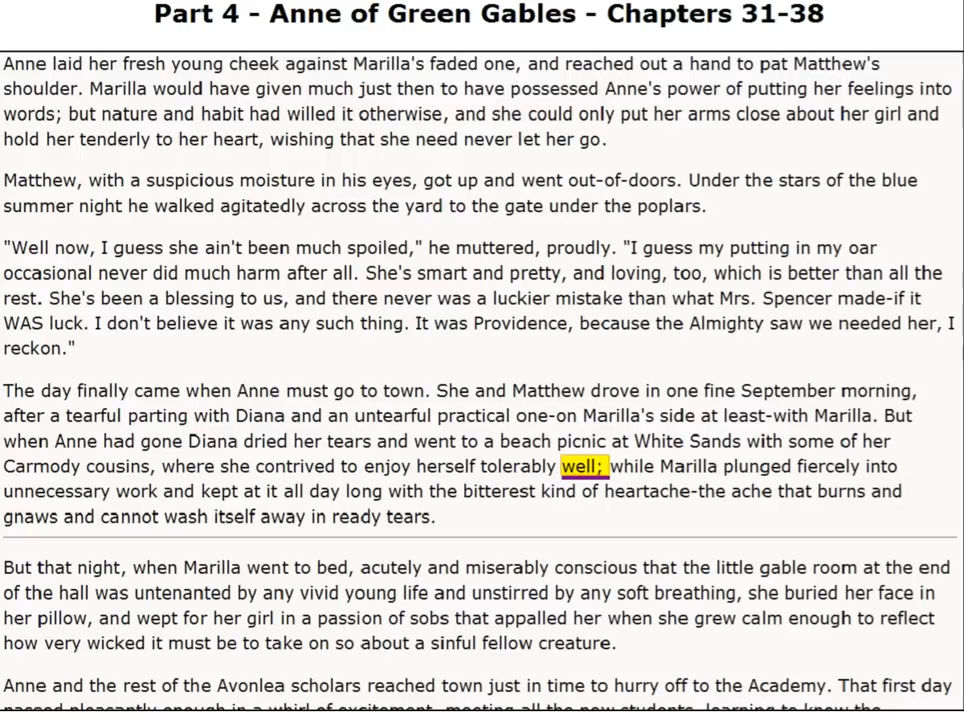 Part 4 - Anne of Green Gables - Chapters 31-38
Anne laid her fresh young cheek against Marilla's faded one, and reached out a hand to pat Matthew's
shoulder. Marilla would have given much just then to have possessed Anne's power of putting her feelings into
words; but nature and habit had willed it otherwise, and she could only put her arms close about her girl and
hold her tenderly to her heart, wishing that she need never let her go.
Matthew, with a suspicious moisture in his eyes, got up and went out-of-doors. Under the stars of the blue
summer night he walked agitatedly across the yard to the gate under the poplars.
"Well now, I guess she ain't been much spoiled," he muttered, proudly. "I guess my putting in my oar
occasional never did much harm after all. She's smart and pretty, and loving, too, which is better than all the
rest. She's been a blessing to us, and there never was a luckier mistake than what Mrs. Spencer made-if it
WAS luck. I don't believe it was any such thing. It was Providence, because the Almighty saw we needed her, I
reckon."
The day finally came when Anne must go to town. She and Matthew drove in one fine September morning,
after a tearful parting with Diana and an untearful practical one-on Marilla's side at least-with Marilla. But
when Anne had gone Diana dried her tears and went to a beach picnic at White Sands with some of her
Carmody cousins, where she contrived to enjoy herself tolerably well; while Marilla plunged fiercely into
unnecessary work and kept at it all day long with the bitterest kind of heartache-the ache that burns and
gnaws and cannot wash itself away in ready tears.
But that night, when Marilla went to bed, acutely and miserably conscious that the little gable room at the end
of the hall was untenanted by any vivid young life and unstirred by any soft breathing, she buried her face in
her pillow, and wept for her girl in a passion of sobs that appalled her when she grew calm enough to reflect
how very wicked it must be to take on so about a sinful fellow creature.
Anne and the rest of the Avonlea scholars reached town just in time to hurry off to the Academy. That first day
passed pleasantly enough in a whirl of excitement, meeting all the new students, learning to know the